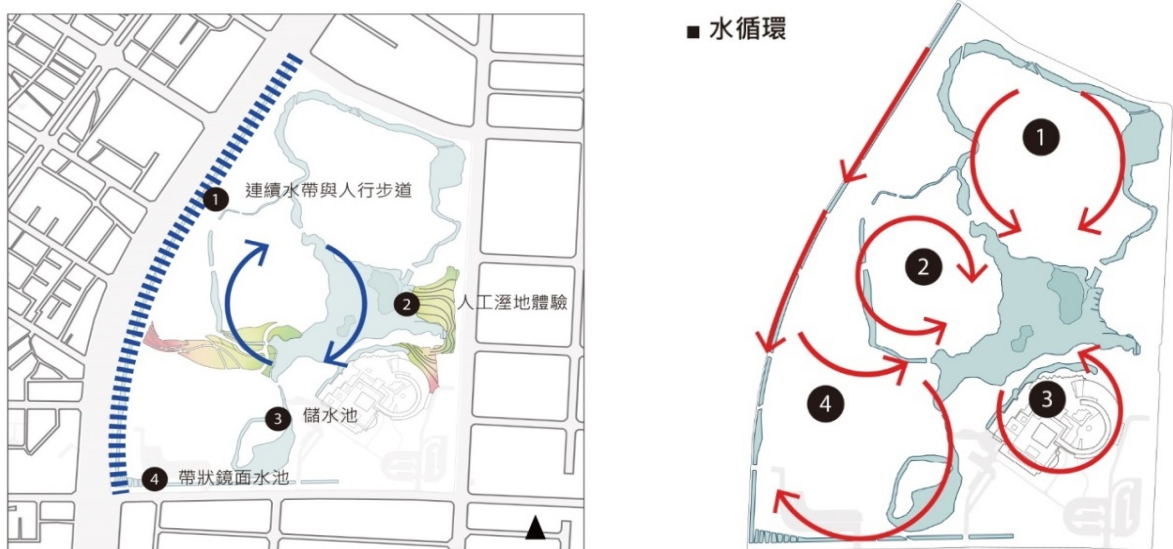 1 連續水帶與人行步道
2 人工溼地體驗
3 儲水池
4 帶狀鏡面水池
■ 水循環
1
2
3
4